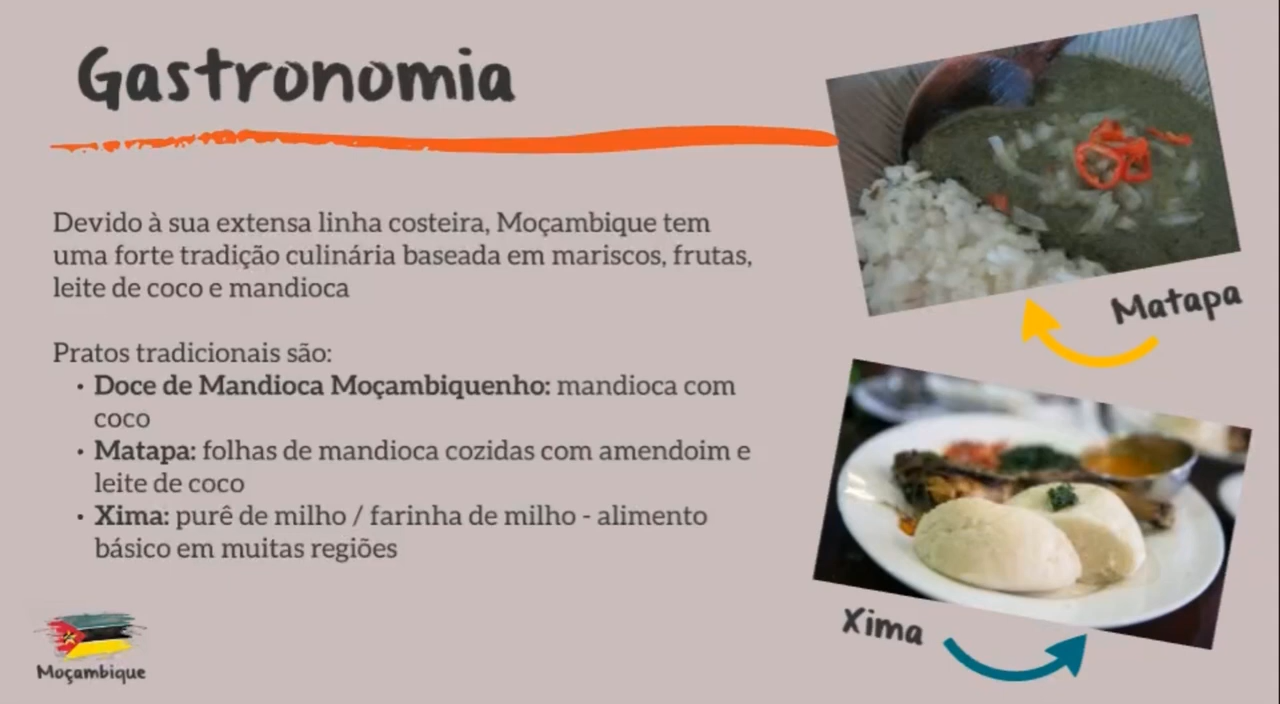 Gastronomia
Devido à sua extensa linha costeira, Moçambique tem
uma forte tradição culinária baseada em mariscos, frutas,
leite de coco e mandioca
Pratos tradicionais são:
• Doce de Mandioca Moçambiquenho: mandioca com
coco
• Matapa: folhas de mandioca cozidas com amendoim e
leite de coco
• Xima: purê de milho / farinha de milho - alimento
básico em muitas regiões
Matapa
Xima
Moçambique